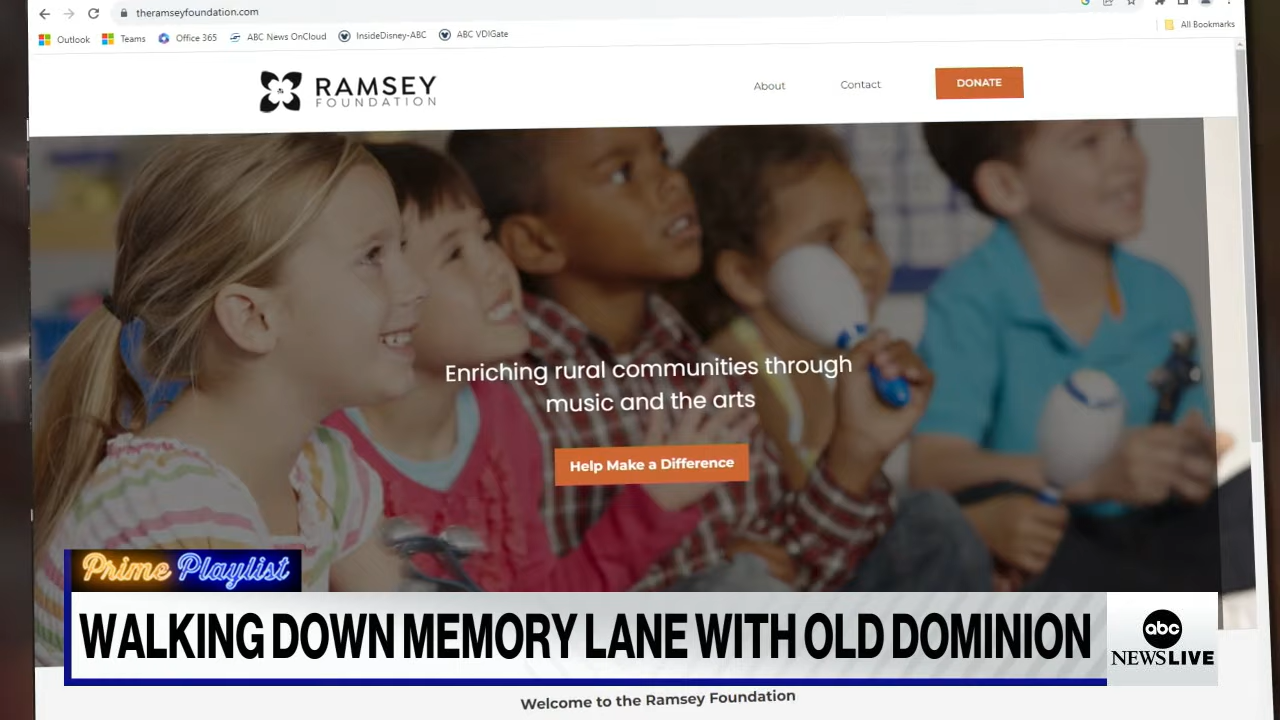 theramseyfoundation.com
All Bookmarks
Outlook
Teams
Office 365
ABC News OnCloud
InsideDisney-ABC
ABC VDIGate
RAMSEY
FOUNDATION
About
Contact
DONATE
Enriching rural communities through
music and the arts
Help Make a Difference
Prime Playlist
WALKING DOWN MEMORY LANE WITH OLD DOMINION
abc
NEWS LIVE
Welcome to the Ramsey Foundation